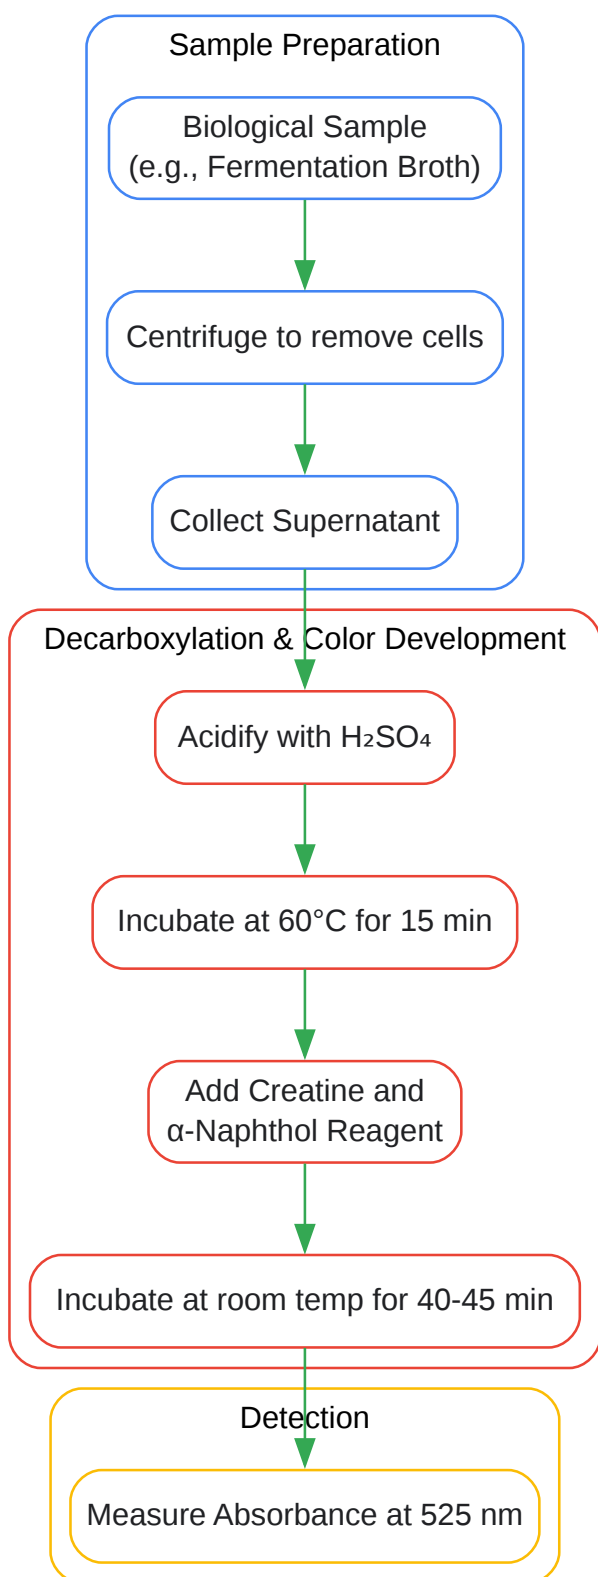 Sample Preparation
Biological Sample
(e.g., Fermentation Broth)
Centrifuge to remove cells
Collect Supernatant
Decarboxylation & Color Development
Acidify with H₂SO₄
Incubate at 60°C for 15 min
Add Creatine and
α-Naphthol Reagent
Incubate at room temp for 40-45 min
Detection
Measure Absorbance at 525 nm